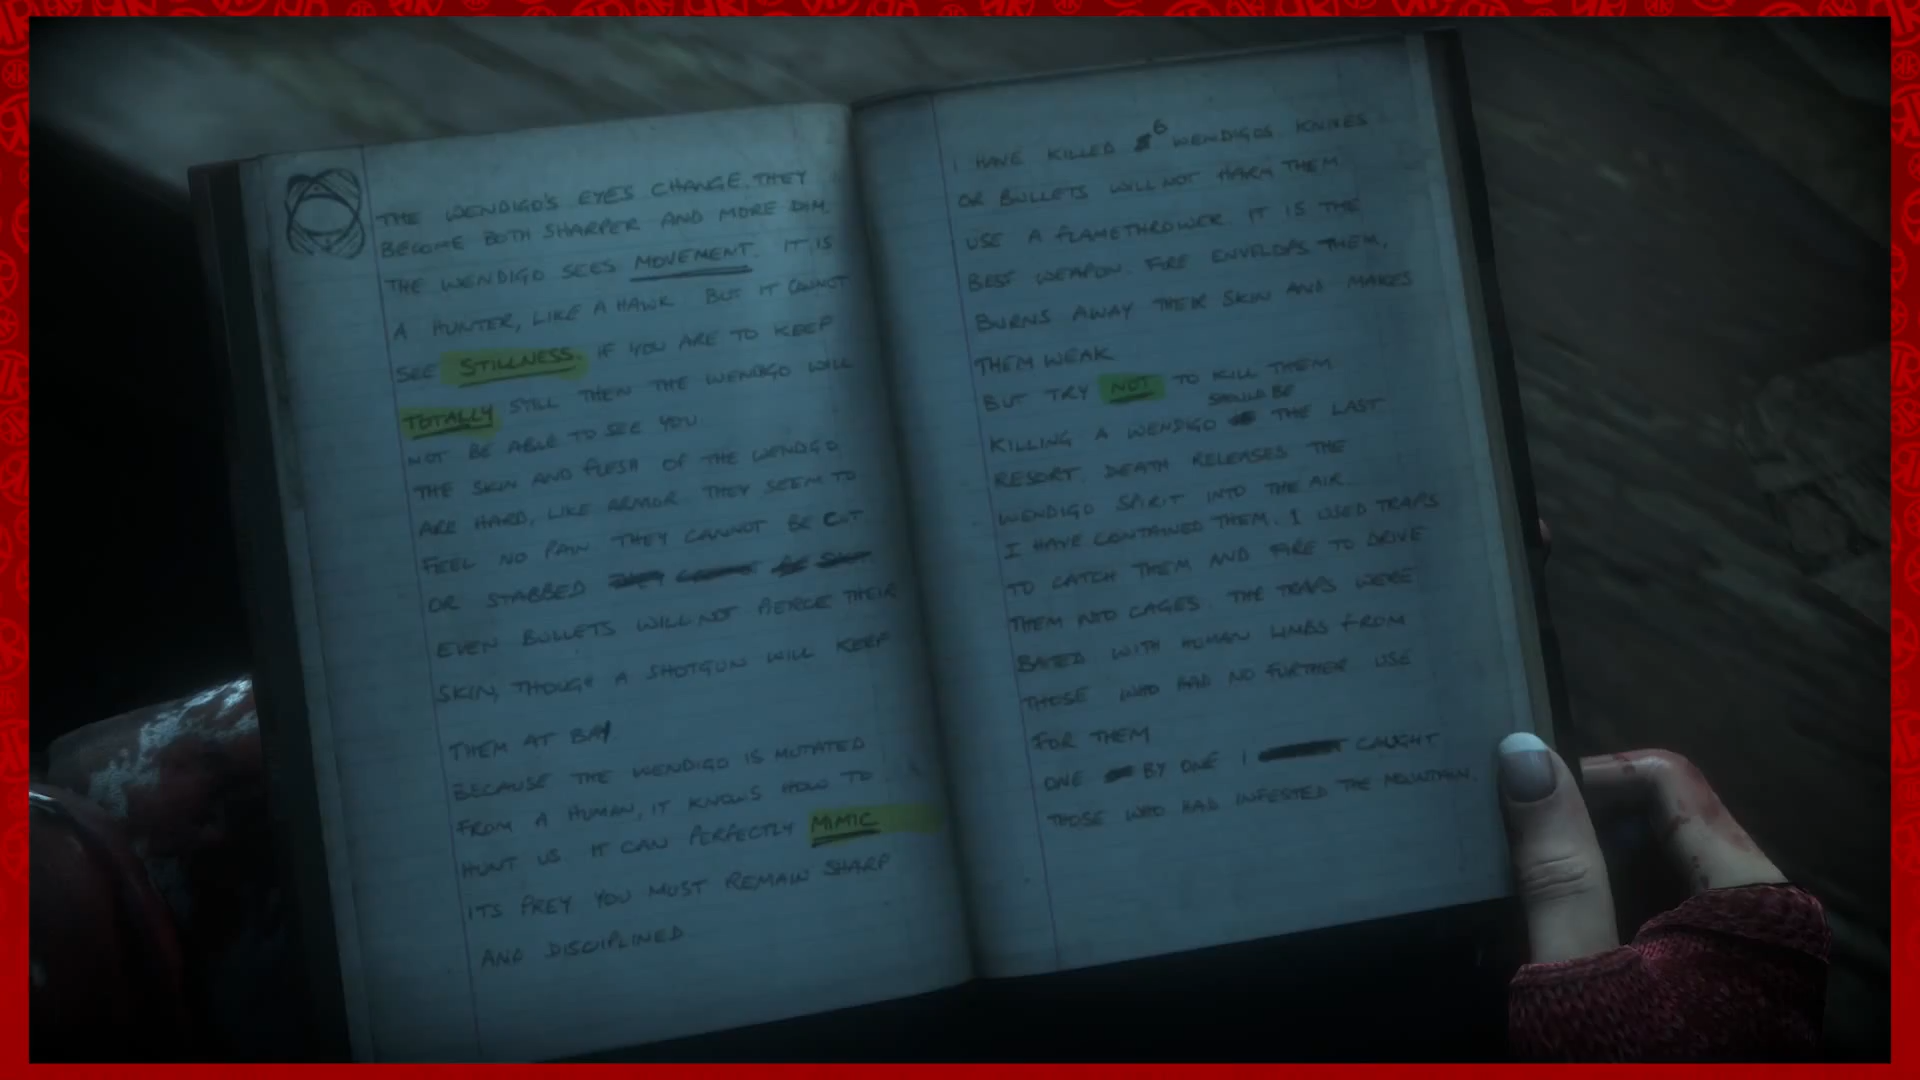 THE WENDIGO'S EYES CHANGE. THEY
BECOME BOTH SHARPER AND MORE DIM.
THE WENDIGO SEES MOVEMENT. IT IS
A HUNTER, LIKE A HAWK BUT IT CANNOT
SEE STILLNESS. IF YOU ARE TO KEEP
TOTALLY STILL THEN THE WENDIGO WILL
NOT BE ABLE TO SEE YOU
THE SKIN AND FLESH OF THE WENDIGO
ARE HARD, LIKE ARMOR THEY SEEM TO
FEEL NO PAIN THEY CANNOT BE CUT
OR STABBED
EVEN BULLETS WILL NOT PIERCE THEIR
SKIN, THOUGH A SHOTGUN WILL KEEP
THEM AT BAY.
BECAUSE THE WENDIGO IS MUTATED
FROM A HUMAN, IT KNOWS HOW TO
HUNT US. IT CAN PERFECTLY MIMIC
ITS PREY YOU MUST REMAIN SHARP
AND DISCIPLINED
I HAVE KILLED 6 WENDIGOS. KNIVES
OR BULLETS WILL NOT HARM THEM
USE A FLAMETHROWER. IT IS THE
BEST WEAPON. FIRE ENVELOPS THEM,
BURNS AWAY THEIR SKIN AND MAKES
THEM WEAK
BUT TRY NOT TO KILL THEM
KILLING A WENDIGO SHOULD BE THE LAST
RESORT. DEATH RELEASES THE
WENDIGO SPIRIT INTO THE AIR.
I HAVE CONTAINED THEM. I USED TRAPS
TO CATCH THEM AND FIRE TO DRIVE
THEM INTO CAGES. THE TRAPS WERE
BAITED WITH HUMAN LIMBS FROM
THOSE WHO HAD NO FURTHER USE
FOR THEM
ONE BY ONE I CAUGHT
THOSE WHO HAD INFESTED THE MOUNTAIN.